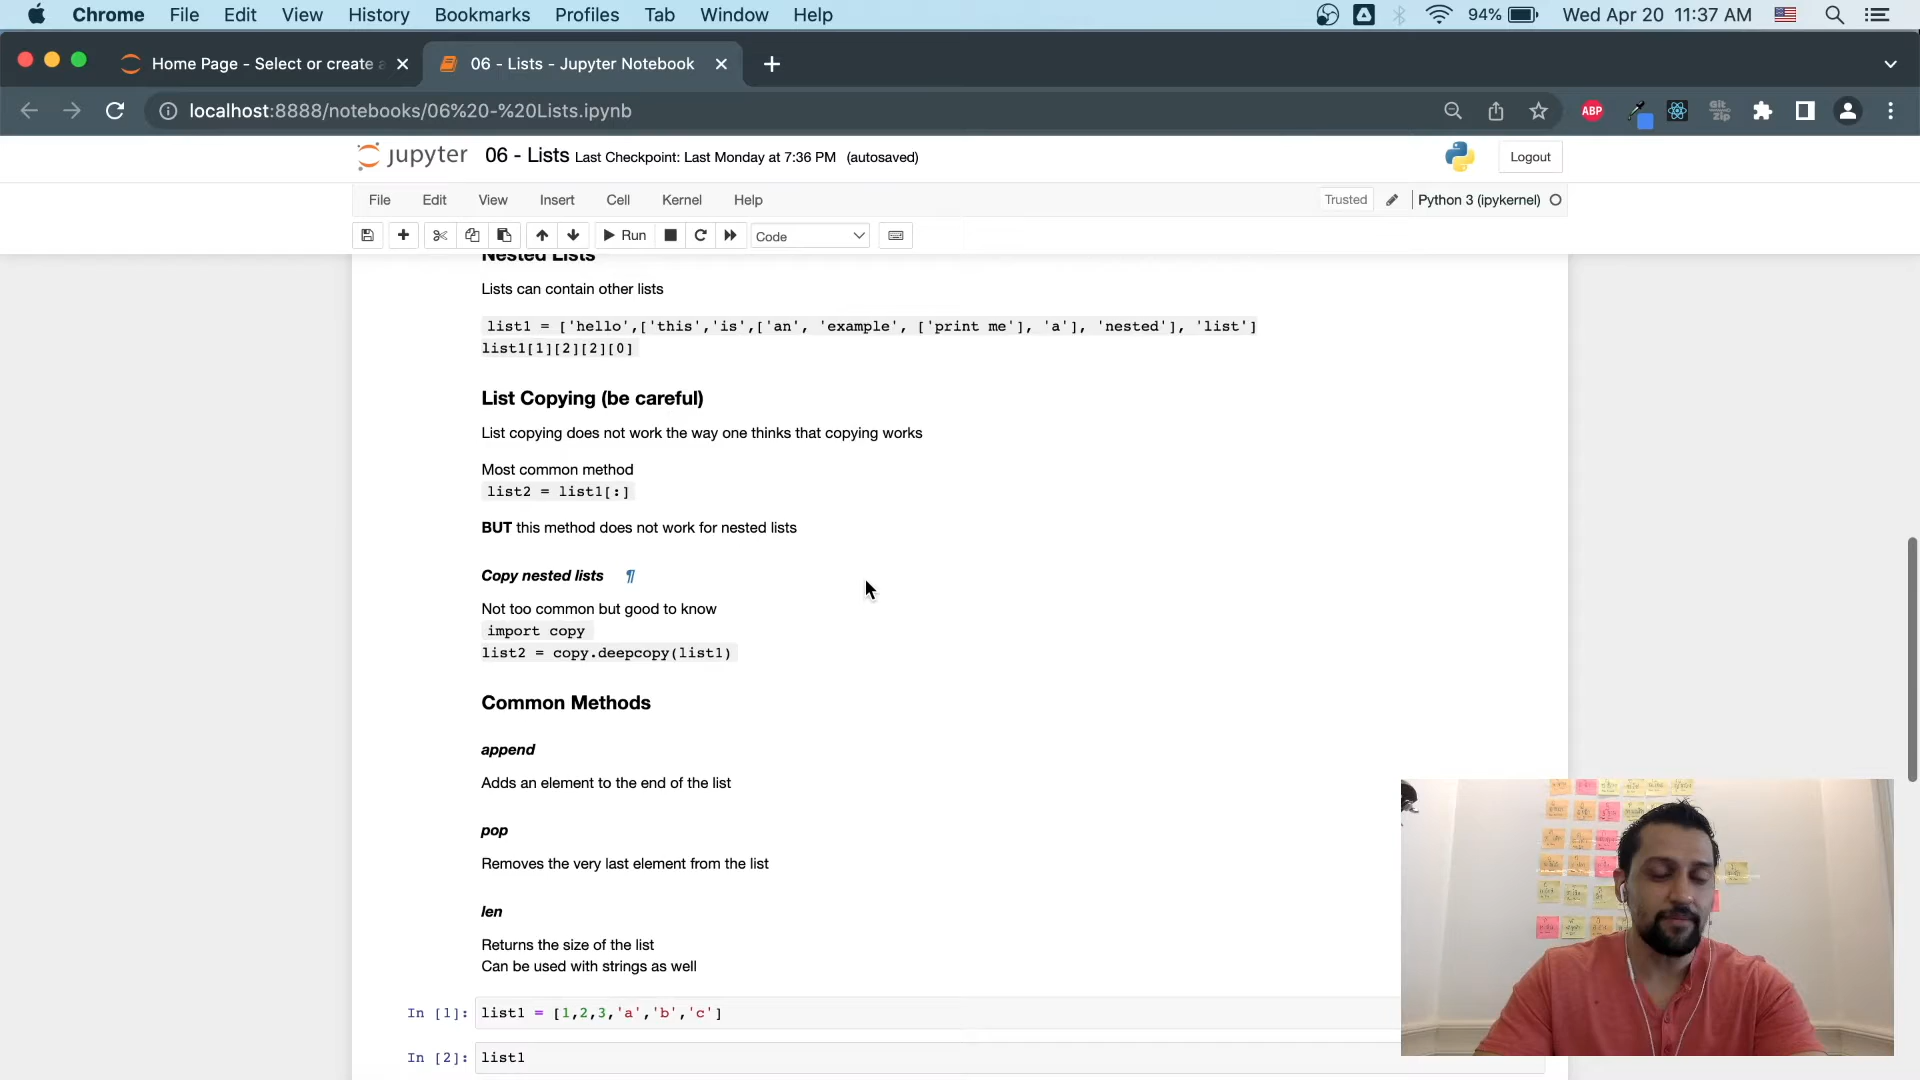 Chrome File Edit View History Bookmarks Profiles Tab Window Help 94% Wed Apr 20 11:37 AM
Home Page - Select or create a
06 - Lists - Jupyter Notebook
localhost:8888/notebooks/06%20-%20Lists.ipynb
ABP
Git Zip
jupyter 06 - Lists Last Checkpoint: Last Monday at 7:36 PM (autosaved)
Logout
File Edit View Insert Cell Kernel Help
Trusted
Python 3 (ipykernel)
Run
Code
Nested Lists
Lists can contain other lists
list1 = ['hello',['this','is',['an', 'example', ['print me'], 'a'], 'nested'], 'list']
list1[1][2][2][0]
List Copying (be careful)
List copying does not work the way one thinks that copying works
Most common method
list2 = list1[:]
BUT this method does not work for nested lists
Copy nested lists ¶
Not too common but good to know
import copy
list2 = copy.deepcopy(list1)
Common Methods
append
Adds an element to the end of the list
pop
Removes the very last element from the list
len
Returns the size of the list
Can be used with strings as well
In [1]: list1 = [1,2,3,'a','b','c']
In [2]: list1